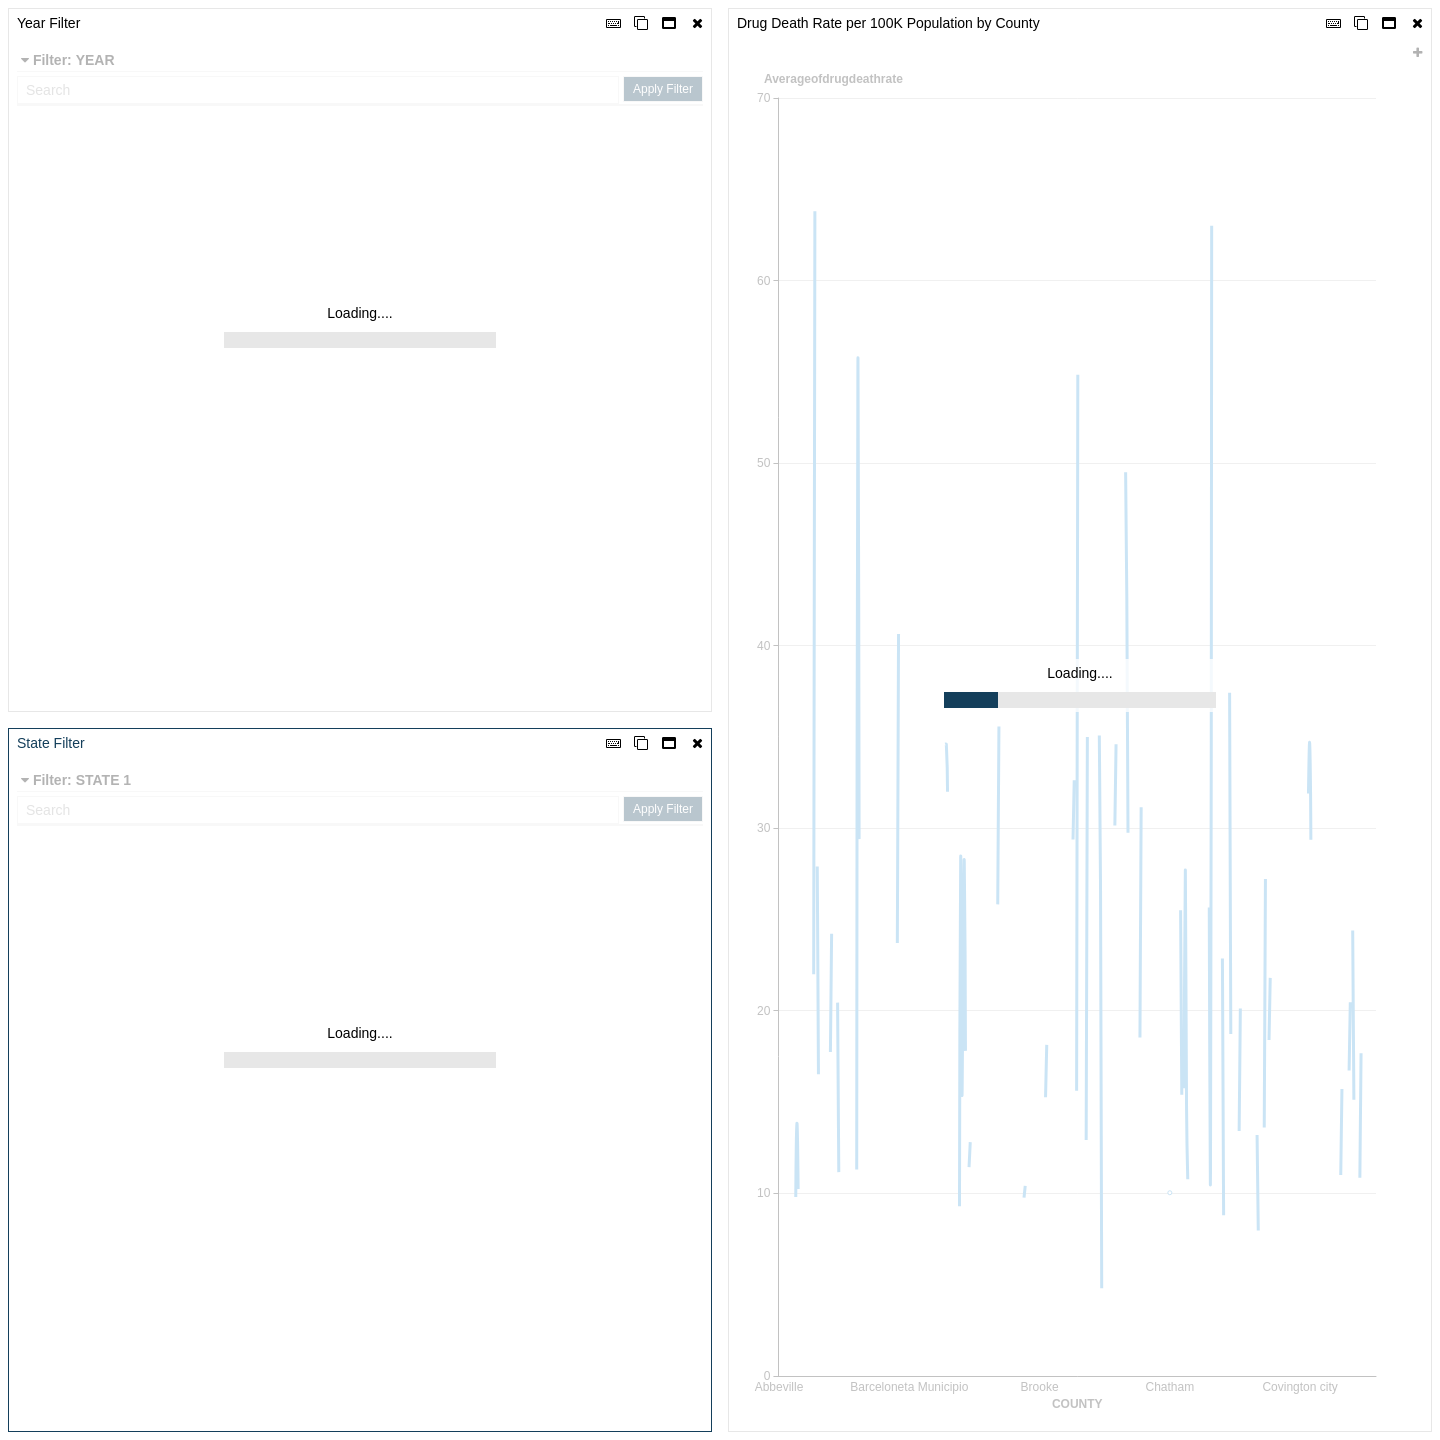 Year Filter
Filter: YEAR
Search
Apply Filter
Loading....
State Filter
Filter: STATE 1
Search
Apply Filter
Loading....
Drug Death Rate per 100K Population by County
Averageofdrugdeathrate
70
60
50
40
Loading....
30
20
10
0
Abbeville Barceloneta Municipio Brooke Chatham Covington city
COUNTY